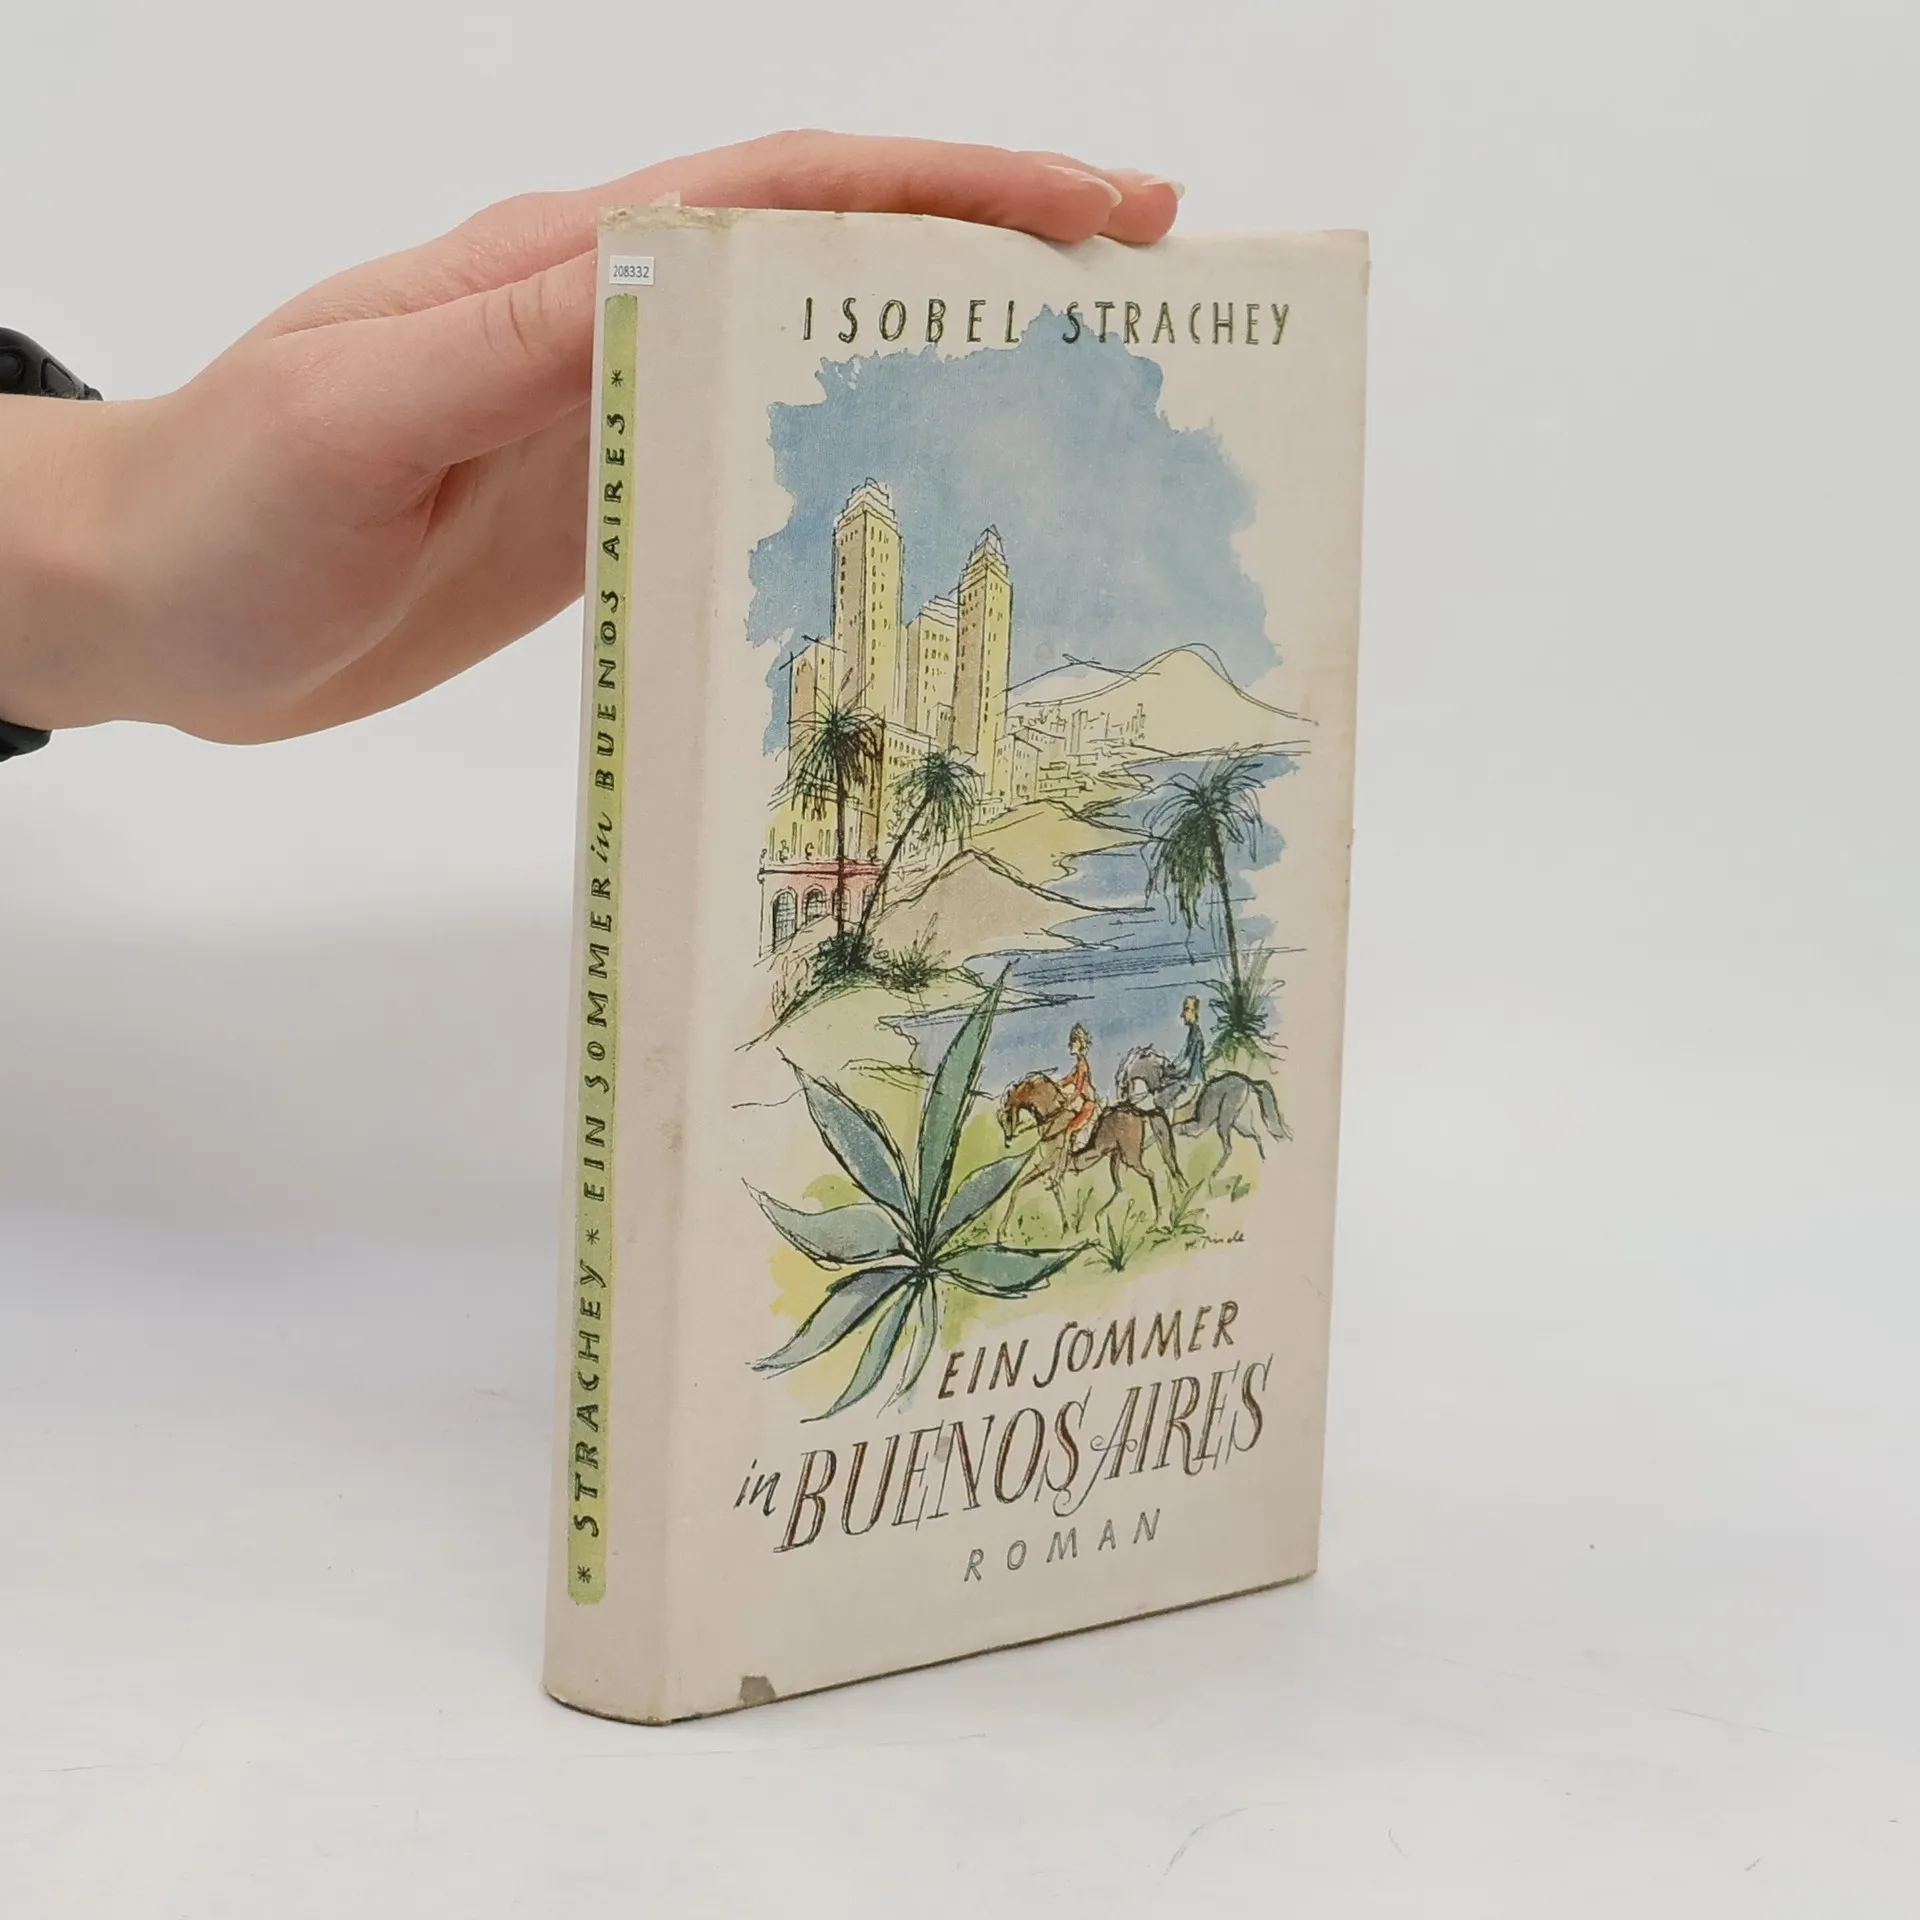 208332
* STRACHEY * EIN SOMMER in BUENOS AIRES *
ISOBEL STRACHEY
EIN SOMMER
in BUENOS AIRES
ROMAN